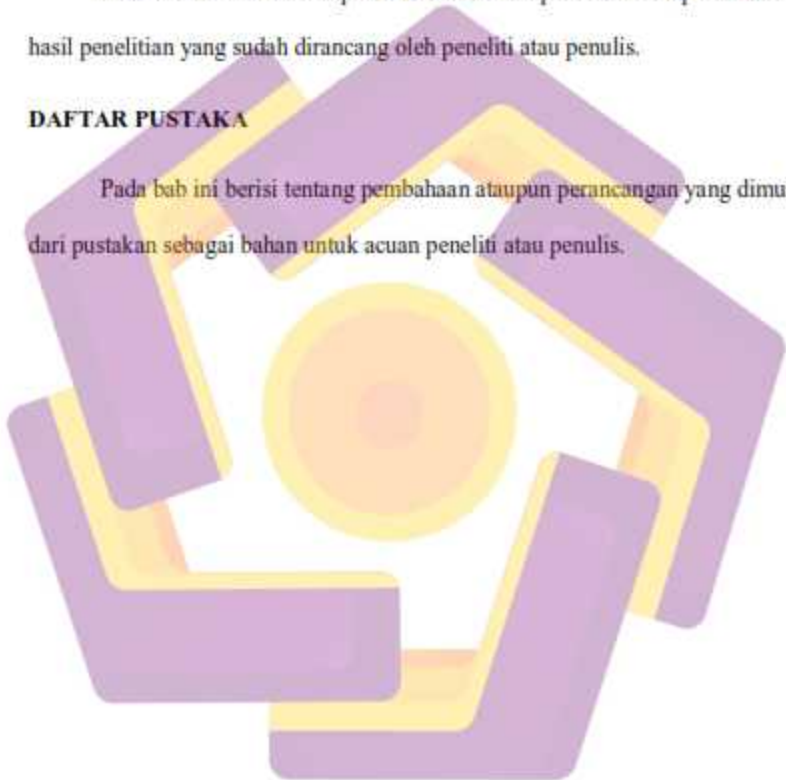 hasil penelitian yang sudah dirancang oleh peneliti atau penulis.
DAFTAR PUSTAKA
Pada bab ini berisi tentang pembahaan ataupun perancangan yang dimu
dari pustakan sebagai bahan untuk acuan peneliti atau penulis.